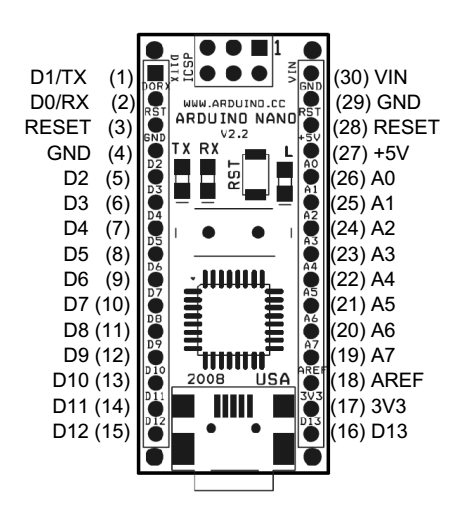 1
D1TX
ICSP
VIN
D1/TX (1)
(30) VIN
D0RX
GND
D0/RX (2)
WWW.ARDUINO.CC
(29) GND
RST
ARDUINO NANO
RST
RESET (3)
V2.2
(28) RESET
GND
+5V
GND (4)
TX RX
RST
L
(27) +5V
D2
A0
D2 (5)
(26) A0
D3
A1
D3 (6)
(25) A1
D4
A2
D4 (7)
(24) A2
D5
A3
D5 (8)
(23) A3
D6
A4
D6 (9)
(22) A4
D7
A5
D7 (10)
(21) A5
D8
A6
D8 (11)
(20) A6
D9
A7
D9 (12)
(19) A7
D10
AREF
D10 (13)
2008 USA
(18) AREF
D11
3V3
D11 (14)
(17) 3V3
D12
D13
D12 (15)
(16) D13